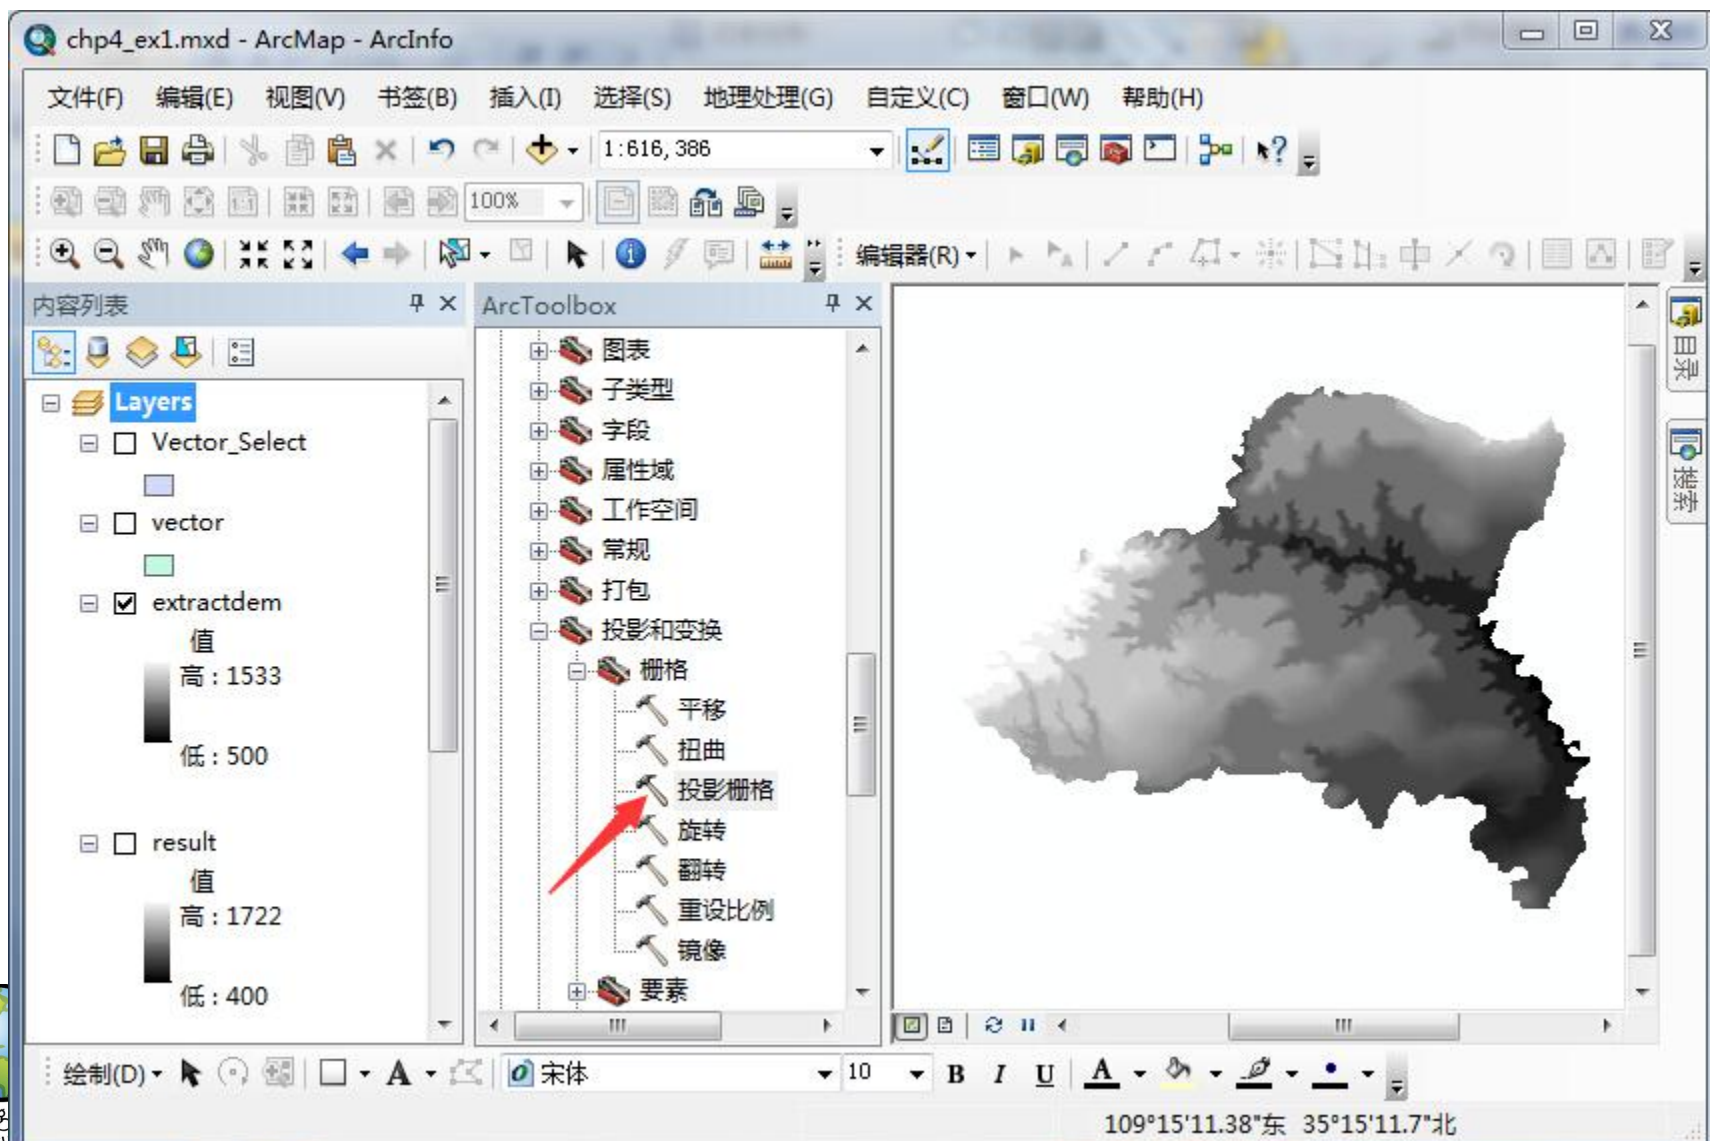 chp4_ex1.mxd - ArcMap - ArcInfo
文件(F) 编辑(E) 视图(V) 书签(B) 插入(I) 选择(S) 地理处理(G) 自定义(C) 窗口(W) 帮助(H)
1:616,386
100%
编辑器(R)
内容列表
Layers
Vector_Select
vector
extractdem
值
高 : 1533
低 : 500
result
值
高 : 1722
低 : 400
ArcToolbox
图表
子类型
字段
属性域
工作空间
常规
打包
投影和变换
栅格
平移
扭曲
投影栅格
旋转
翻转
重设比例
镜像
要素
目录
搜索
绘制(D) A 宋体 10 B I U A
109°15'11.38"东 35°15'11.7"北